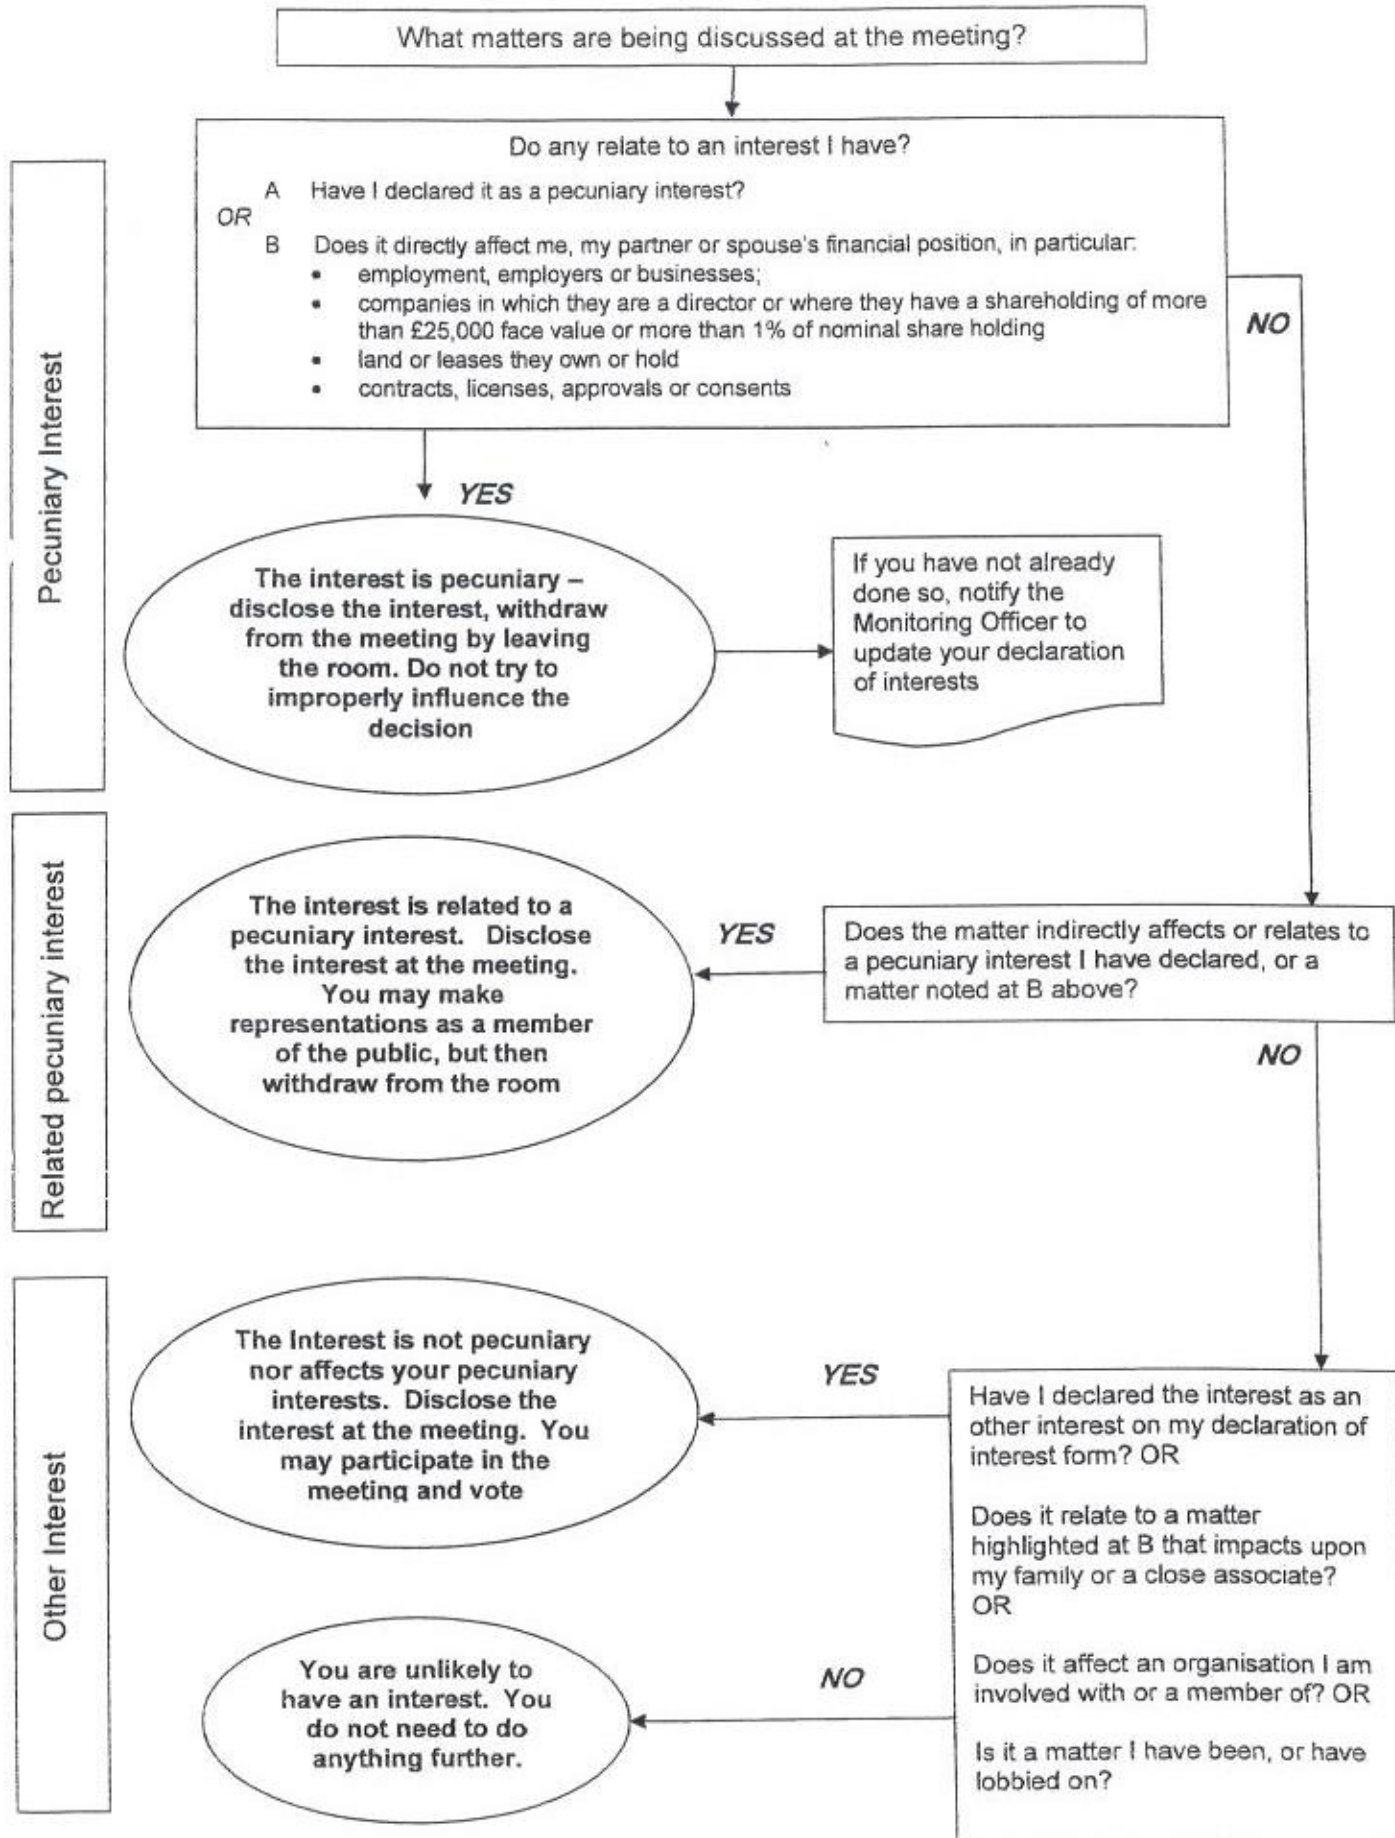 What matters are being discussed at the meeting?
Do any relate to an interest I have?
A Have I declared it as a pecuniary interest?
OR
B Does it directly affect me, my partner or spouse's financial position, in particular:
• employment, employers or businesses;
• companies in which they are a director or where they have a shareholding of more
than £25,000 face value or more than 1% of nominal share holding
• land or leases they own or hold
• contracts, licenses, approvals or consents
NO
Pecuniary Interest
YES
The interest is pecuniary –
disclose the interest, withdraw
from the meeting by leaving
the room. Do not try to
improperly influence the
decision
If you have not already
done so, notify the
Monitoring Officer to
update your declaration
of interests
Related pecuniary interest
The interest is related to a
pecuniary interest. Disclose
the interest at the meeting.
You may make
representations as a member
of the public, but then
withdraw from the room
YES
Does the matter indirectly affects or relates to
a pecuniary interest I have declared, or a
matter noted at B above?
NO
Other Interest
The Interest is not pecuniary
nor affects your pecuniary
interests. Disclose the
interest at the meeting. You
may participate in the
meeting and vote
YES
Have I declared the interest as an
other interest on my declaration of
interest form? OR
Does it relate to a matter
highlighted at B that impacts upon
my family or a close associate?
OR
Does it affect an organisation I am
involved with or a member of? OR
Is it a matter I have been, or have
lobbied on?
NO
You are unlikely to
have an interest. You
do not need to do
anything further.